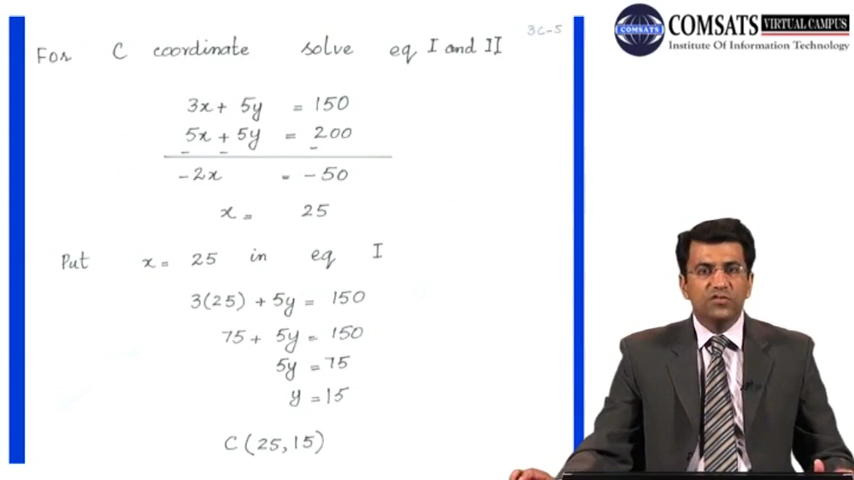 For C coordinate solve eq I and II
3C-5
COMSATS VIRTUAL CAMPUS
Institute Of Information Technology
3x + 5y = 150
5x + 5y = 200
- - -
-2x = -50
x = 25
Put x = 25 in eq I
3(25) + 5y = 150
75 + 5y = 150
5y = 75
y = 15
C (25, 15)